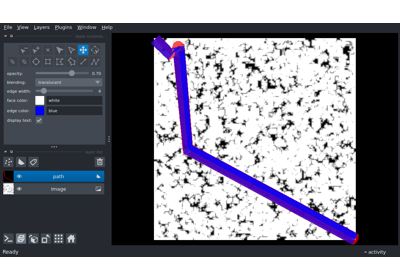 File View Layers Plugins Window Help
opacity: 0.70
blending: translucent
edge width:
face color: white
edge color: blue
display text:
path
Image
Ready
activity